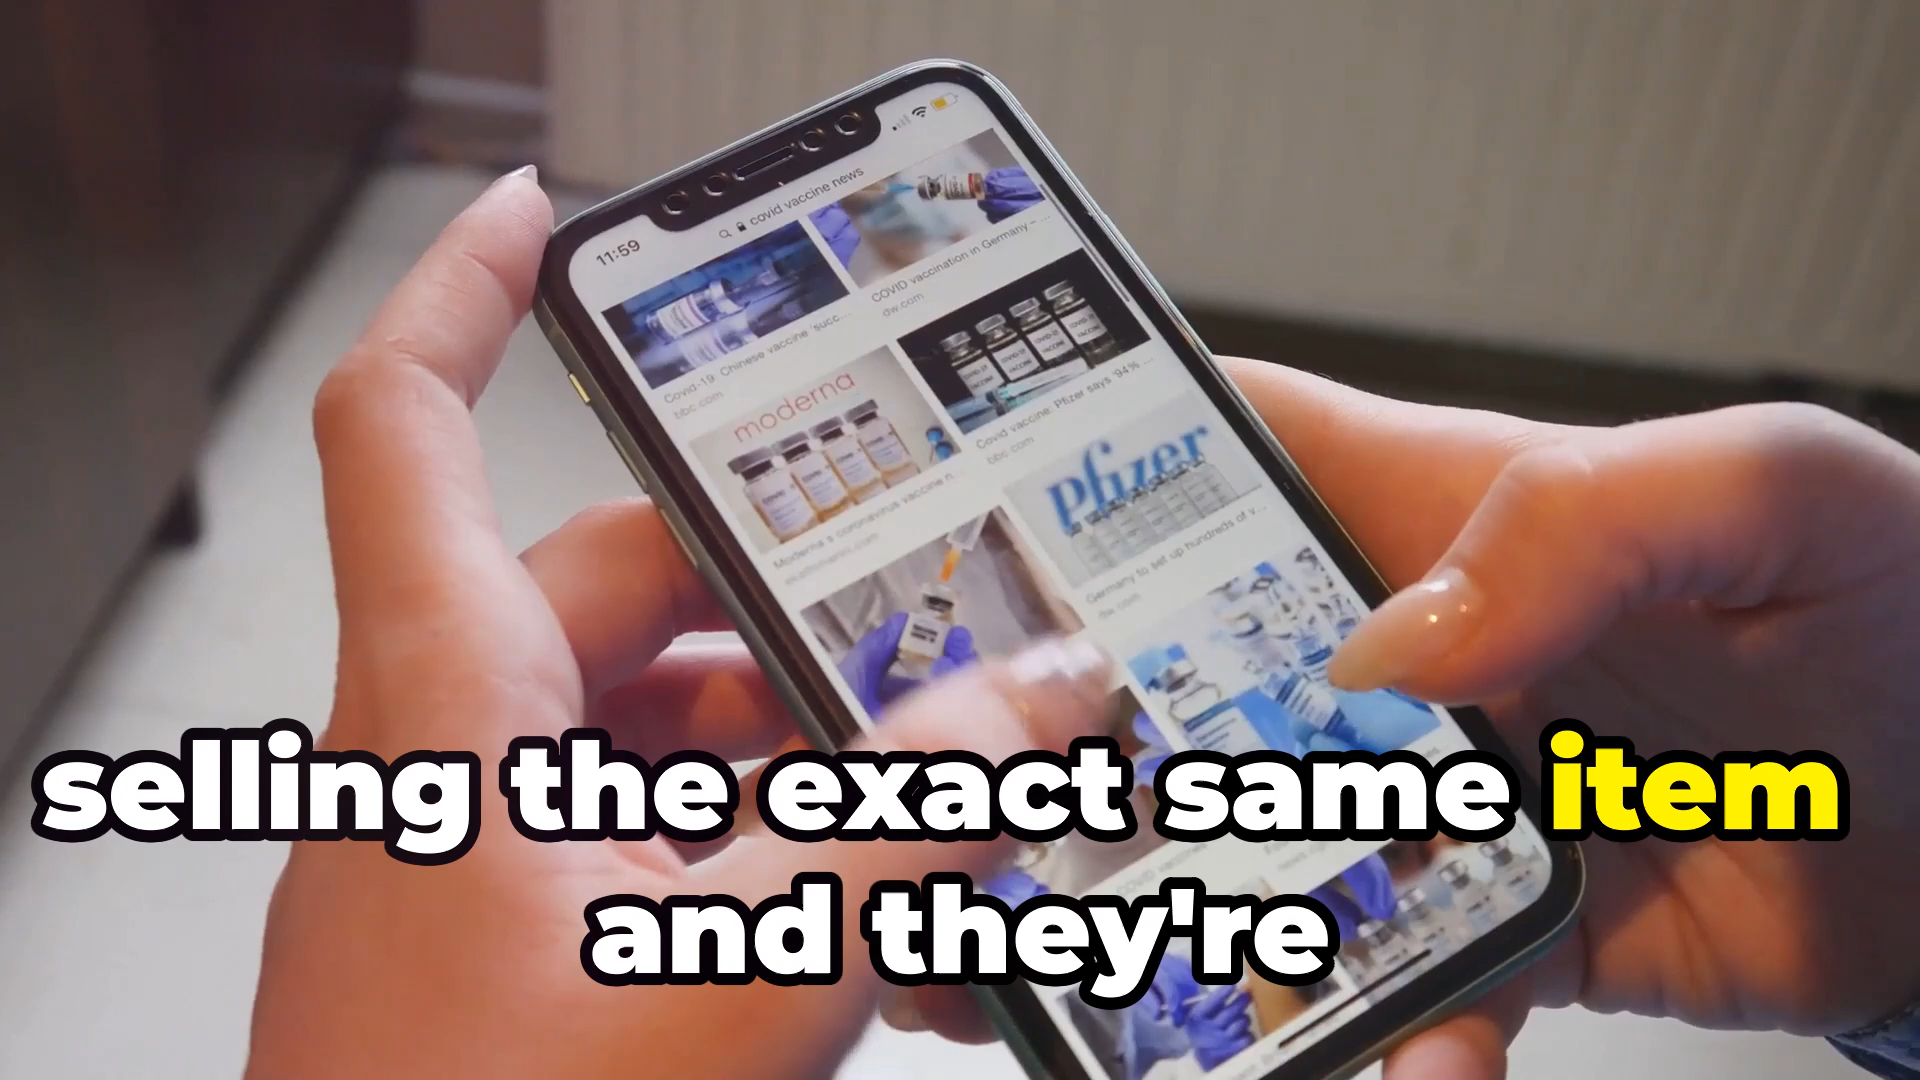 11:59
covid vaccine news
COVID vaccination in Germany – ...
dw.com
Covid-19: Chinese vaccine 'succ...
bbc.com
moderna
Covid vaccine: Pfizer says '94% ...
bbc.com
Moderna's coronavirus vaccine n...
pfizer
Germany to set up hundreds of v...
dw.com
selling the exact same item
and they're